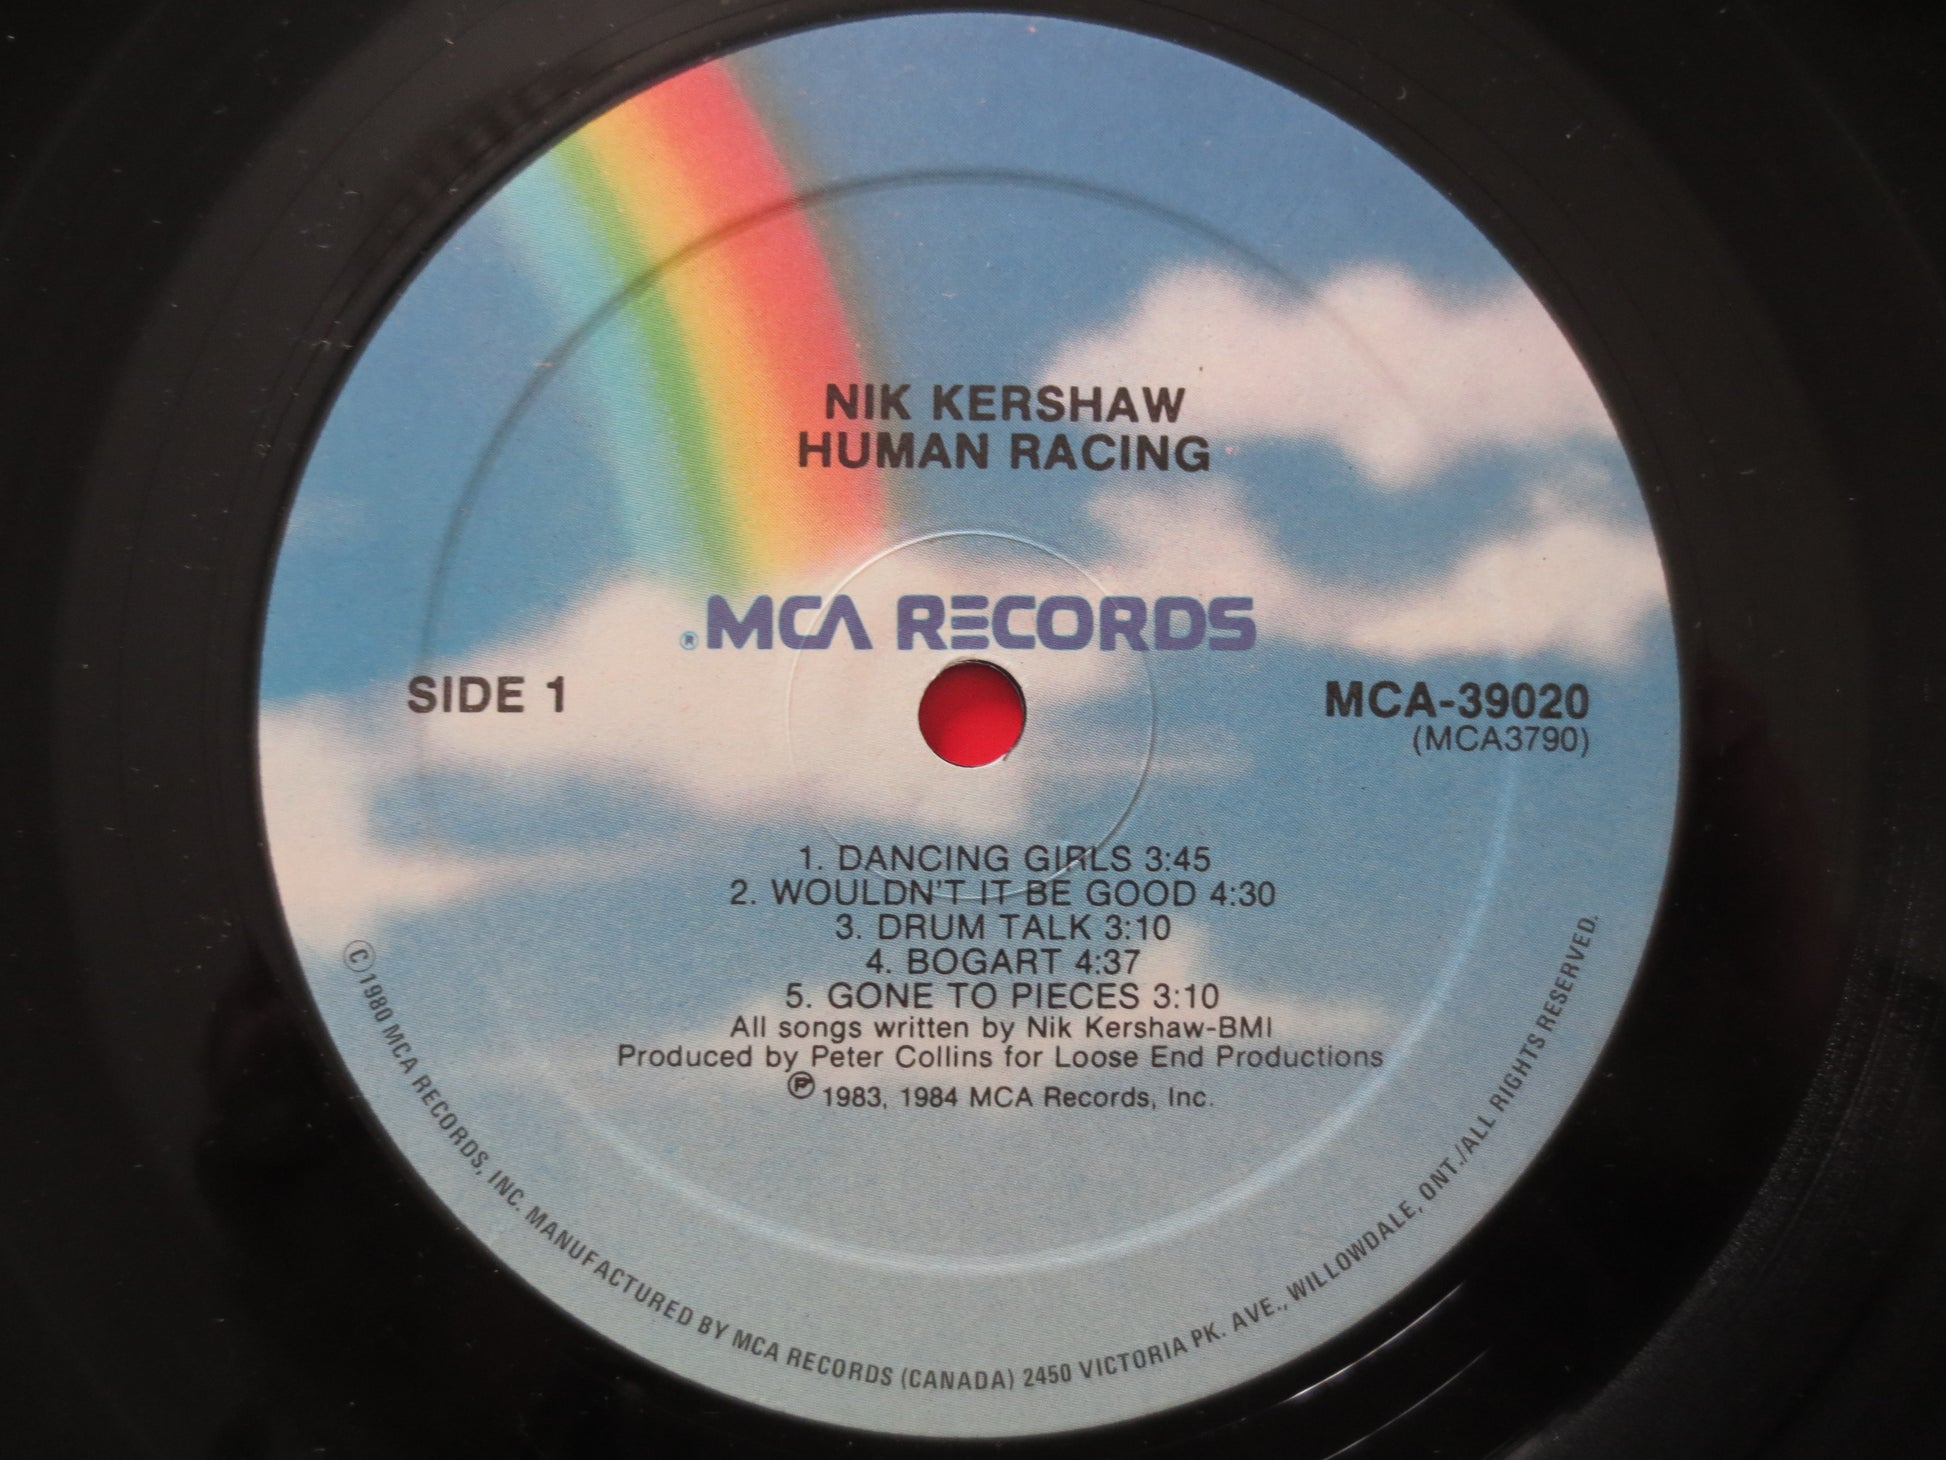 NIK KERSHAW
HUMAN RACING
® MCA RECORDS
SIDE 1
MCA-39020
(MCA3790)
1. DANCING GIRLS 3:45
2. WOULDN'T IT BE GOOD 4:30
3. DRUM TALK 3:10
4. BOGART 4:37
5. GONE TO PIECES 3:10
All songs written by Nik Kershaw-BMI
Produced by Peter Collins for Loose End Productions
℗ 1983, 1984 MCA Records, Inc.
©1980 MCA RECORDS, INC. MANUFACTURED BY MCA RECORDS (CANADA) 2450 VICTORIA PK. AVE., WILLOWDALE, ONT./ALL RIGHTS RESERVED.